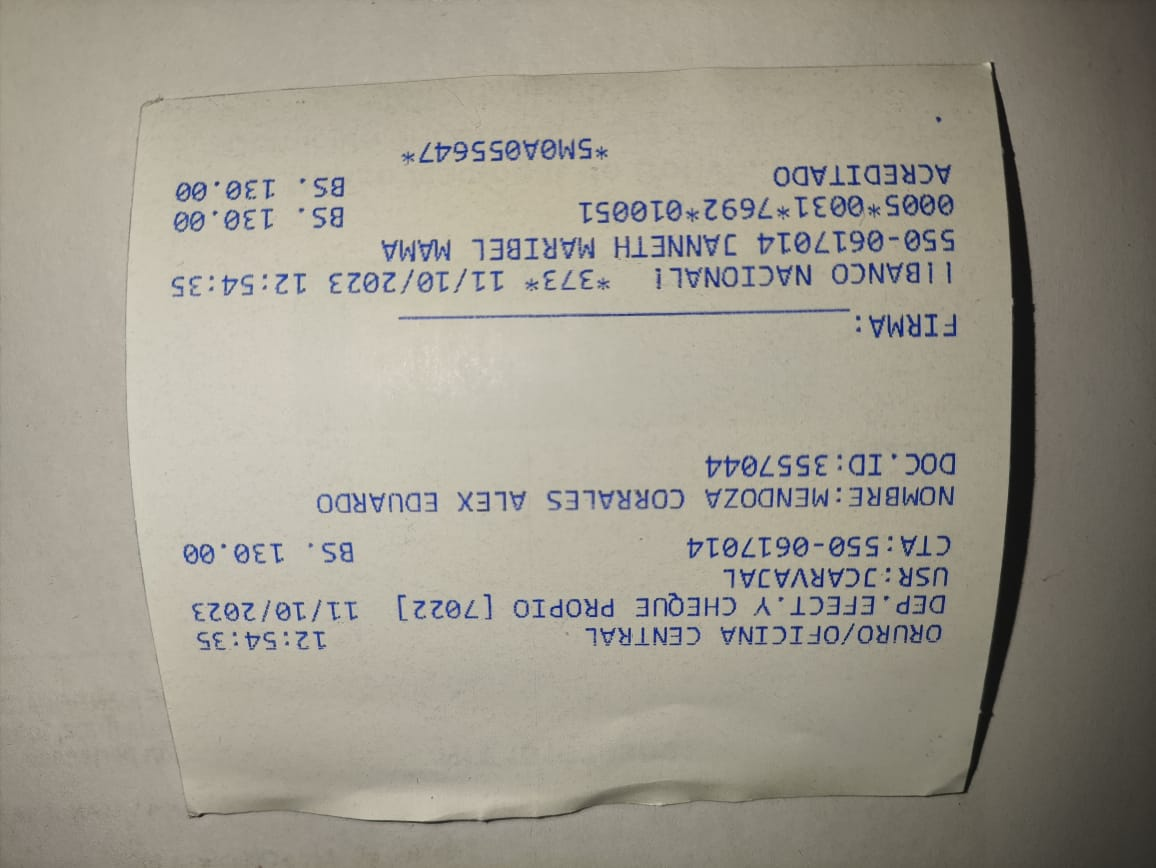 ORURO/OFICINA CENTRAL 12:54:35
DEP.EFECT.Y CHEQUE PROPIO [7022] 11/10/2023
USR:JCARVAJAL
CTA:550-0617014 BS. 130.00
NOMBRE:MENDOZA CORRALES ALEX EDUARDO
DOC.ID:3557044
FIRMA:
||BANCO NACIONAL! *373* 11/10/2023 12:54:35
550-0617014 JANNETH MARIBEL MAMA
0005*0031*7692*010051 BS. 130.00
ACREDITADO BS. 130.00
*5M0A055647*